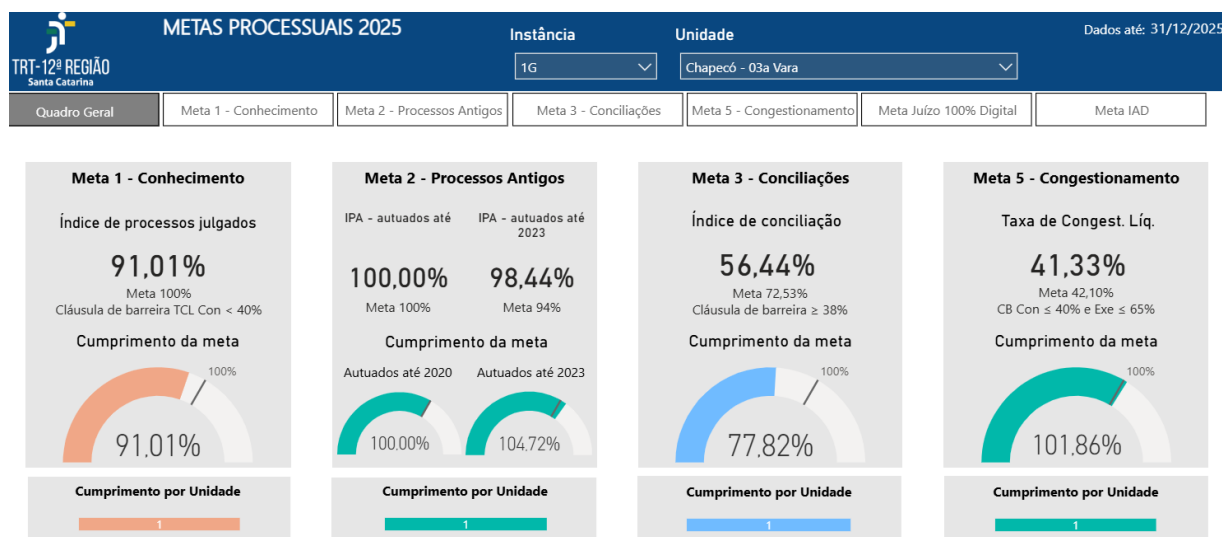 METAS PROCESSUAIS 2025
Instância
Unidade
Dados até: 31/12/2025
TRT-12ª REGIÃO
Santa Catarina
1G
Chapecó - 03a Vara
Quadro Geral
Meta 1 - Conhecimento
Meta 2 - Processos Antigos
Meta 3 - Conciliações
Meta 5 - Congestionamento
Meta Juízo 100% Digital
Meta IAD
Meta 1 - Conhecimento
Índice de processos julgados
91,01%
Meta 100%
Cláusula de barreira TCL Con < 40%
Cumprimento da meta
100%
91,01%
Cumprimento por Unidade
1
Meta 2 - Processos Antigos
IPA - autuados até
100,00%
Meta 100%
IPA - autuados até
2023
98,44%
Meta 94%
Cumprimento da meta
Autuados até 2020
100,00%
Autuados até 2023
104,72%
Cumprimento por Unidade
1
Meta 3 - Conciliações
Índice de conciliação
56,44%
Meta 72,53%
Cláusula de barreira ≥ 38%
Cumprimento da meta
100%
77,82%
Cumprimento por Unidade
1
Meta 5 - Congestionamento
Taxa de Congest. Líq.
41,33%
Meta 42,10%
CB Con ≤ 40% e Exe ≤ 65%
Cumprimento da meta
100%
101,86%
Cumprimento por Unidade
1